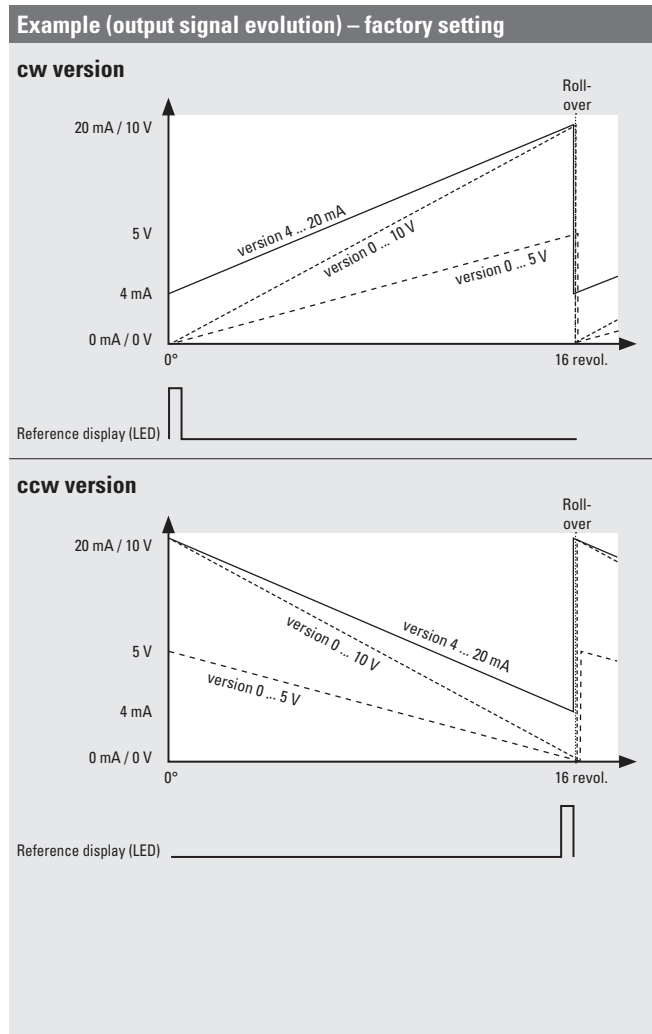 Example (output signal evolution) – factory setting
cw version
Roll-
over
20 mA / 10 V
version 4 ... 20 mA
5 V
version 0 ... 10 V
version 0 ... 5 V
4 mA
0 mA / 0 V
0°
16 revol.
Reference display (LED)
ccw version
Roll-
over
20 mA / 10 V
version 0 ... 10 V
version 4 ... 20 mA
5 V
version 0 ... 5 V
4 mA
0 mA / 0 V
0°
16 revol.
Reference display (LED)